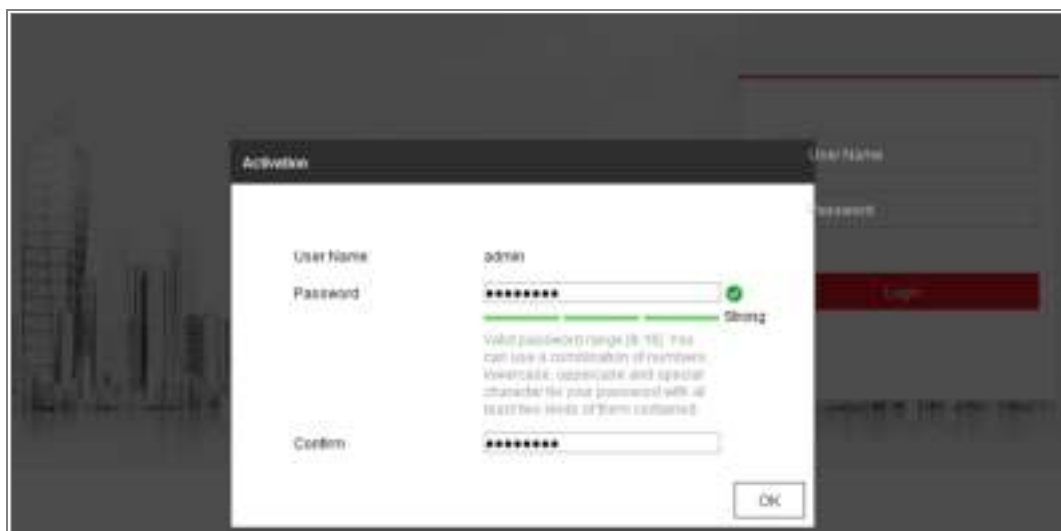 Activation
User Name
User Name admin
Password
Password ●●●●●●●●
Strong
Valid password range [8-16]. You
can use a combination of numbers,
lowercase, uppercase and special
character for your password with at
least two kinds of them contained.
Login
Confirm ●●●●●●●●
OK